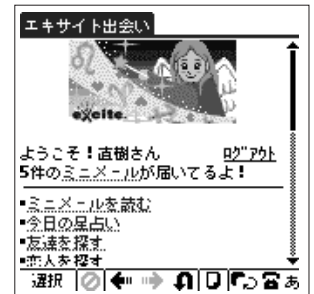 エキサイト出会い
excite.
ようこそ！直樹さん ﾛｸﾞｱｳﾄ
5件のミニメールが届いてるよ！
▪ミニメールを読む
▪今日の星占い
▪友達を探す
▪恋人を探す
選択 あ